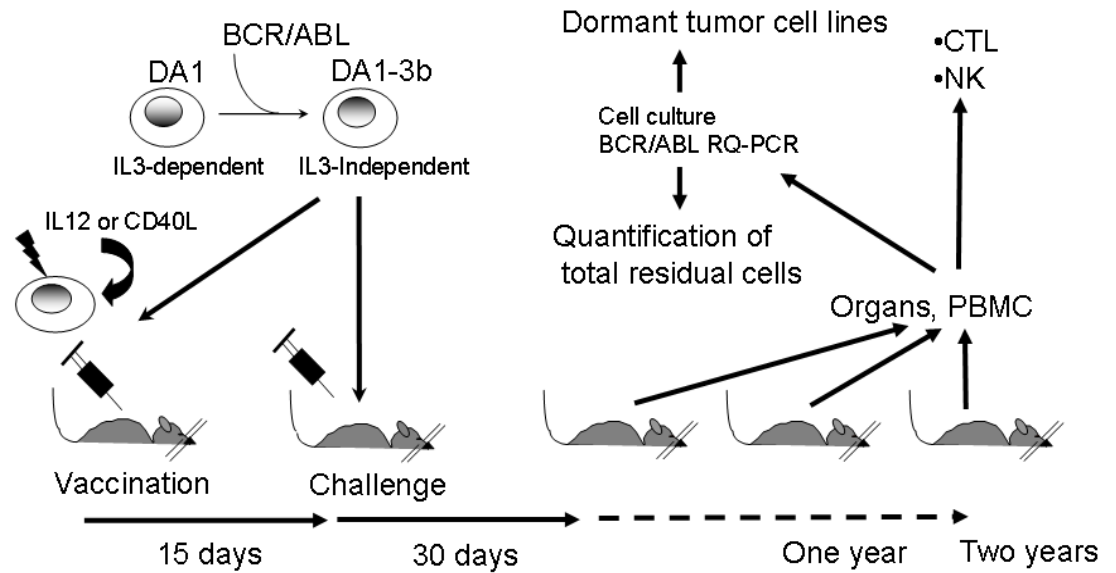 BCR/ABL
DA1
DA1-3b
IL3-dependent
IL3-Independent
IL12 or CD40L
Vaccination
Challenge
15 days
30 days
One year
Two years
Dormant tumor cell lines
Cell culture
BCR/ABL RQ-PCR
Quantification of
total residual cells
•CTL
•NK
Organs, PBMC